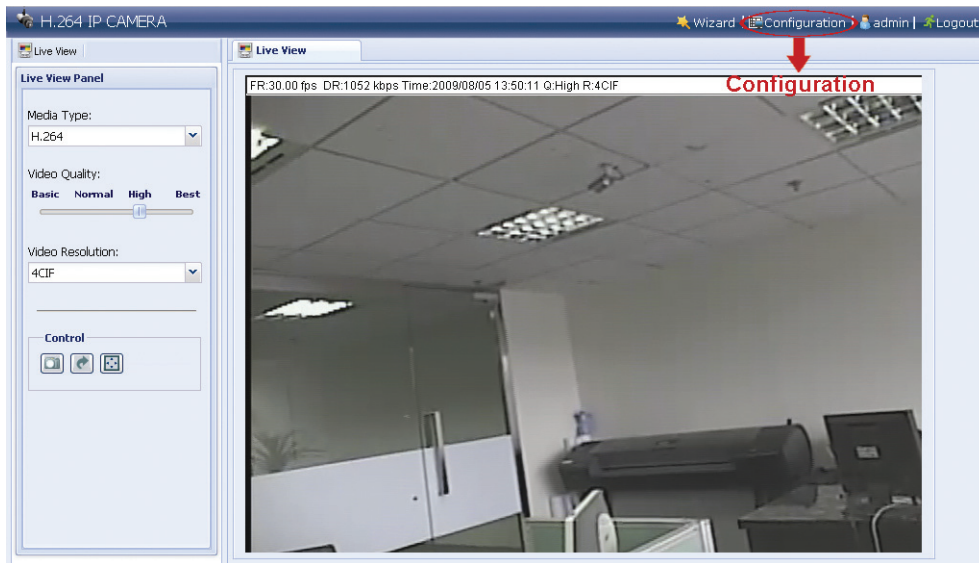 H.264 IP CAMERA
Wizard | Configuration | admin | Logout
Live View
Live View
Configuration
Live View Panel
FR:30.00 fps DR:1052 kbps Time:2009/08/05 13:50:11 Q:High R:4CIF
Media Type:
H.264
Video Quality:
Basic Normal High Best
Video Resolution:
4CIF
Control